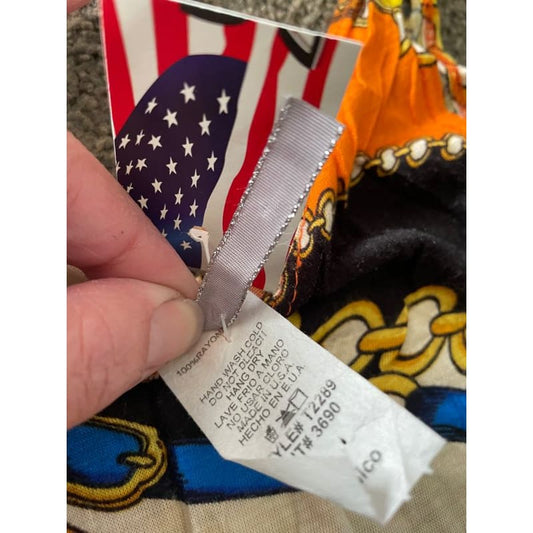 100% RAYON
HAND WASH COLD
DO NOT BLEACH
HANG DRY
LAVE FRIO A MANO
NO USAR CLORO
MADE IN U.S.A.
HECHO EN E.U.A.
YLE# T2289
T# 3690
ico